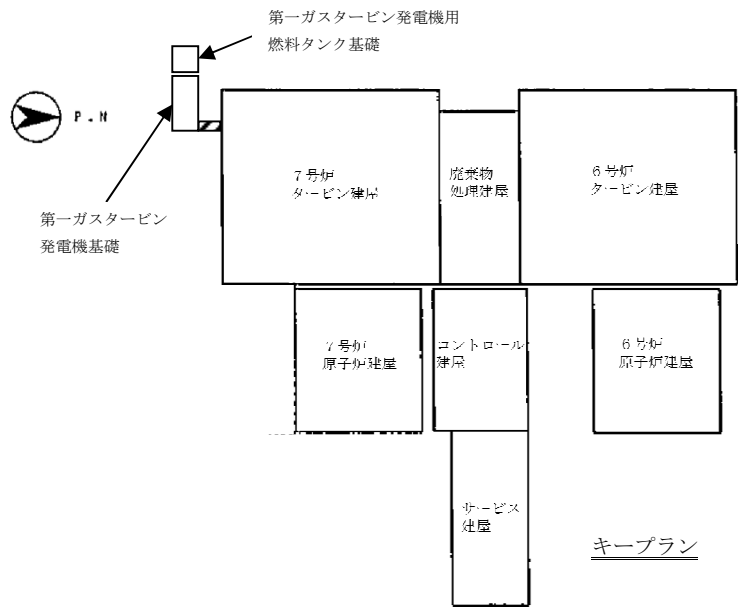 第一ガスタービン発電機用
燃料タンク基礎
P.N
第一ガスタービン
発電機基礎
７号炉
タービン建屋
廃棄物
処理建屋
６号炉
タービン建屋
７号炉
原子炉建屋
コントロール
建屋
６号炉
原子炉建屋
サービス
建屋
キープラン